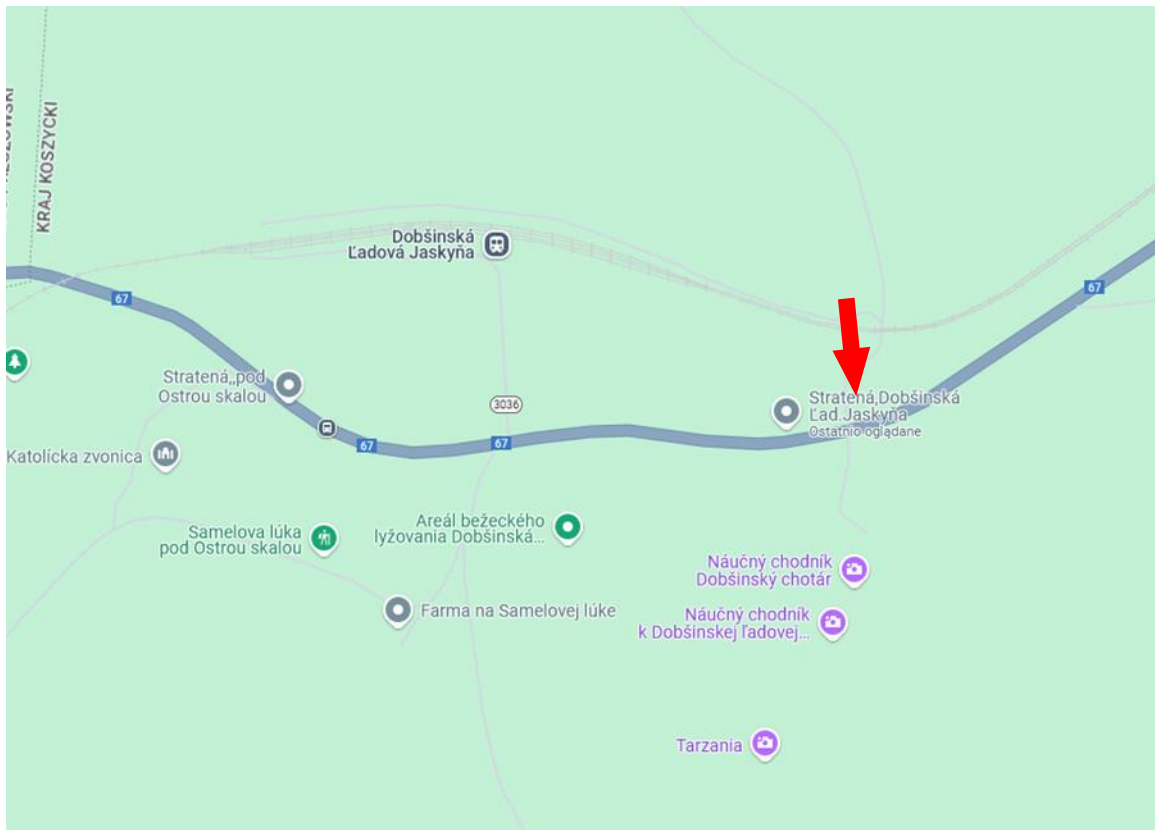 KRAJ KOSZYCKI
Dobšinská
Ľadová Jaskyňa
67
67
Stratená,,pod
Ostrou skalou
3036
Stratená,Dobšinská
Ľad.Jaskyňa
Ostatnio oglądane
67
67
Katolícka zvonica
Areál bežeckého
lyžovania Dobšinská...
Samelova lúka
pod Ostrou skalou
Náučný chodník
Dobšinský chotár
Farma na Samelovej lúke
Náučný chodník
k Dobšinskej ľadovej...
Tarzania